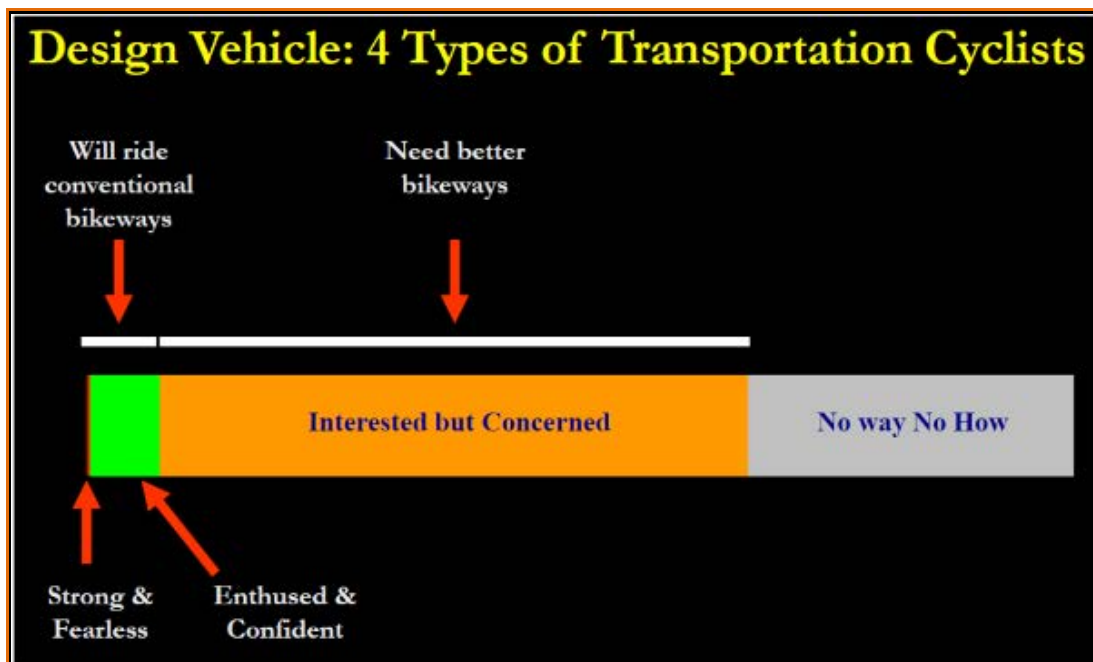 Design Vehicle: 4 Types of Transportation Cyclists
Will ride
conventional
bikeways
Need better
bikeways
Interested but Concerned
No way No How
Strong &
Fearless
Enthused &
Confident